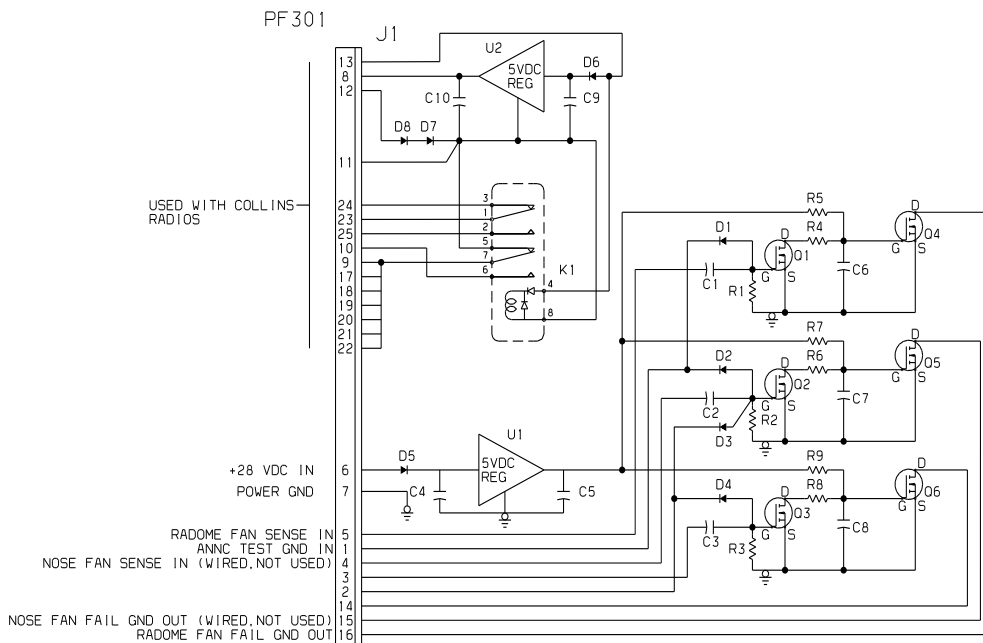 PF301
J1
13
8
12
11
24
23
25
10
9
17
18
19
20
21
22
6
7
5
1
4
3
2
14
15
16
USED WITH COLLINS
RADIOS
U2
5VDC
REG
D6
C10
C9
D8 D7
3
1
2
5
7
6
K1
4
8
R5
R4
D
D1
Q1
G S
C1
R1
C6
D
Q4
G S
R7
R6
D
D2
Q2
G S
C2
R2
D3
C7
D
Q5
G S
U1
5VDC
REG
D5
C4
C5
R9
R8
D
D4
Q3
G S
C3
R3
C8
D
Q6
G S
+28 VDC IN
POWER GND
RADOME FAN SENSE IN
ANNC TEST GND IN
NOSE FAN SENSE IN (WIRED,NOT USED)
NOSE FAN FAIL GND OUT (WIRED,NOT USED)
RADOME FAN FAIL GND OUT